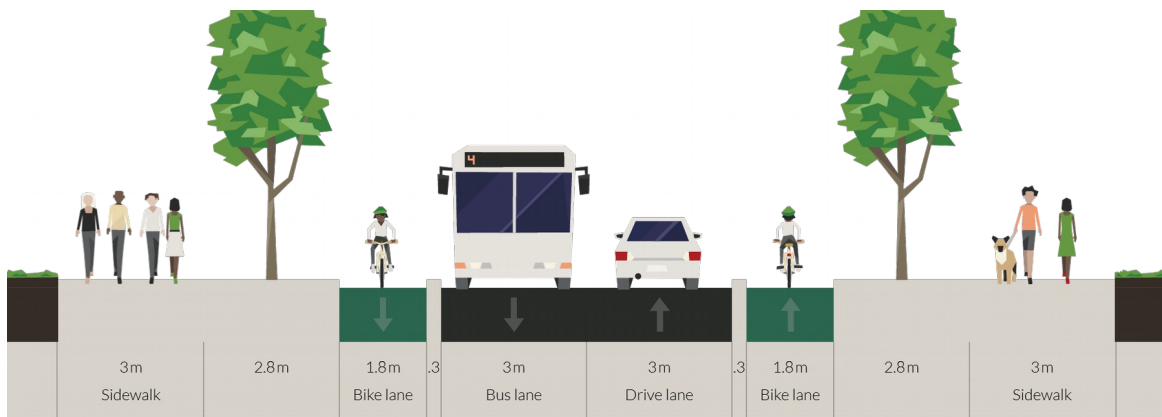 4
3m
Sidewalk
2.8m
1.8m
Bike lane
.3
3m
Bus lane
3m
Drive lane
.3
1.8m
Bike lane
2.8m
3m
Sidewalk